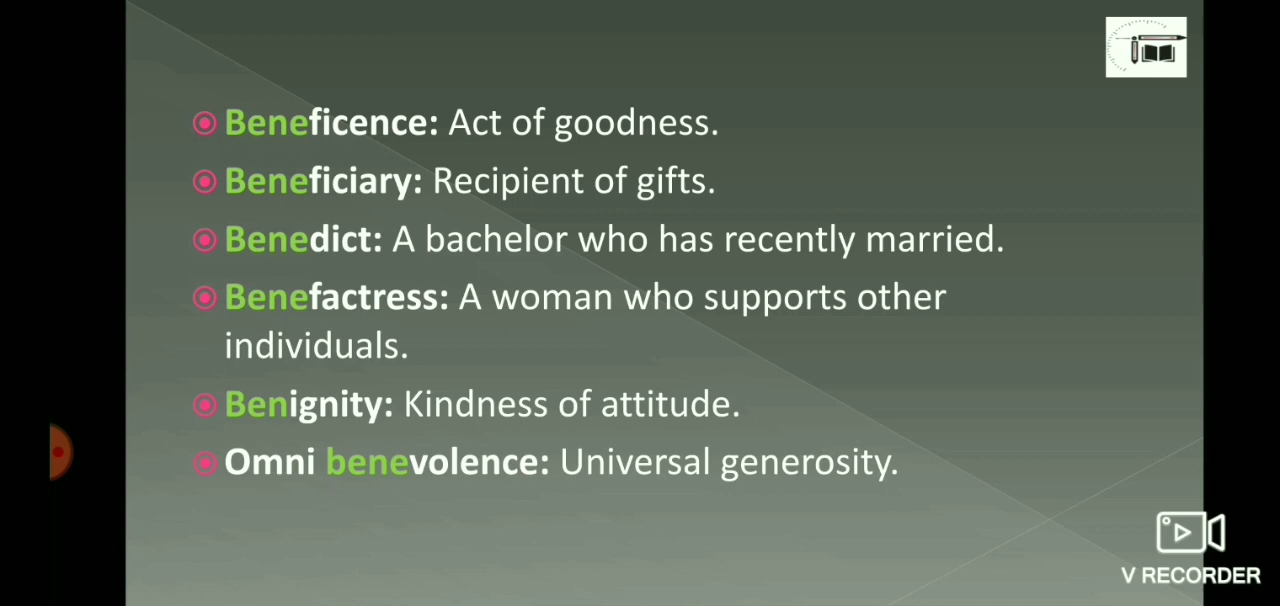 Beneficence: Act of goodness.
Beneficiary: Recipient of gifts.
Benedict: A bachelor who has recently married.
Benefactress: A woman who supports other
individuals.
Benignity: Kindness of attitude.
Omni benevolence: Universal generosity.
V RECORDER